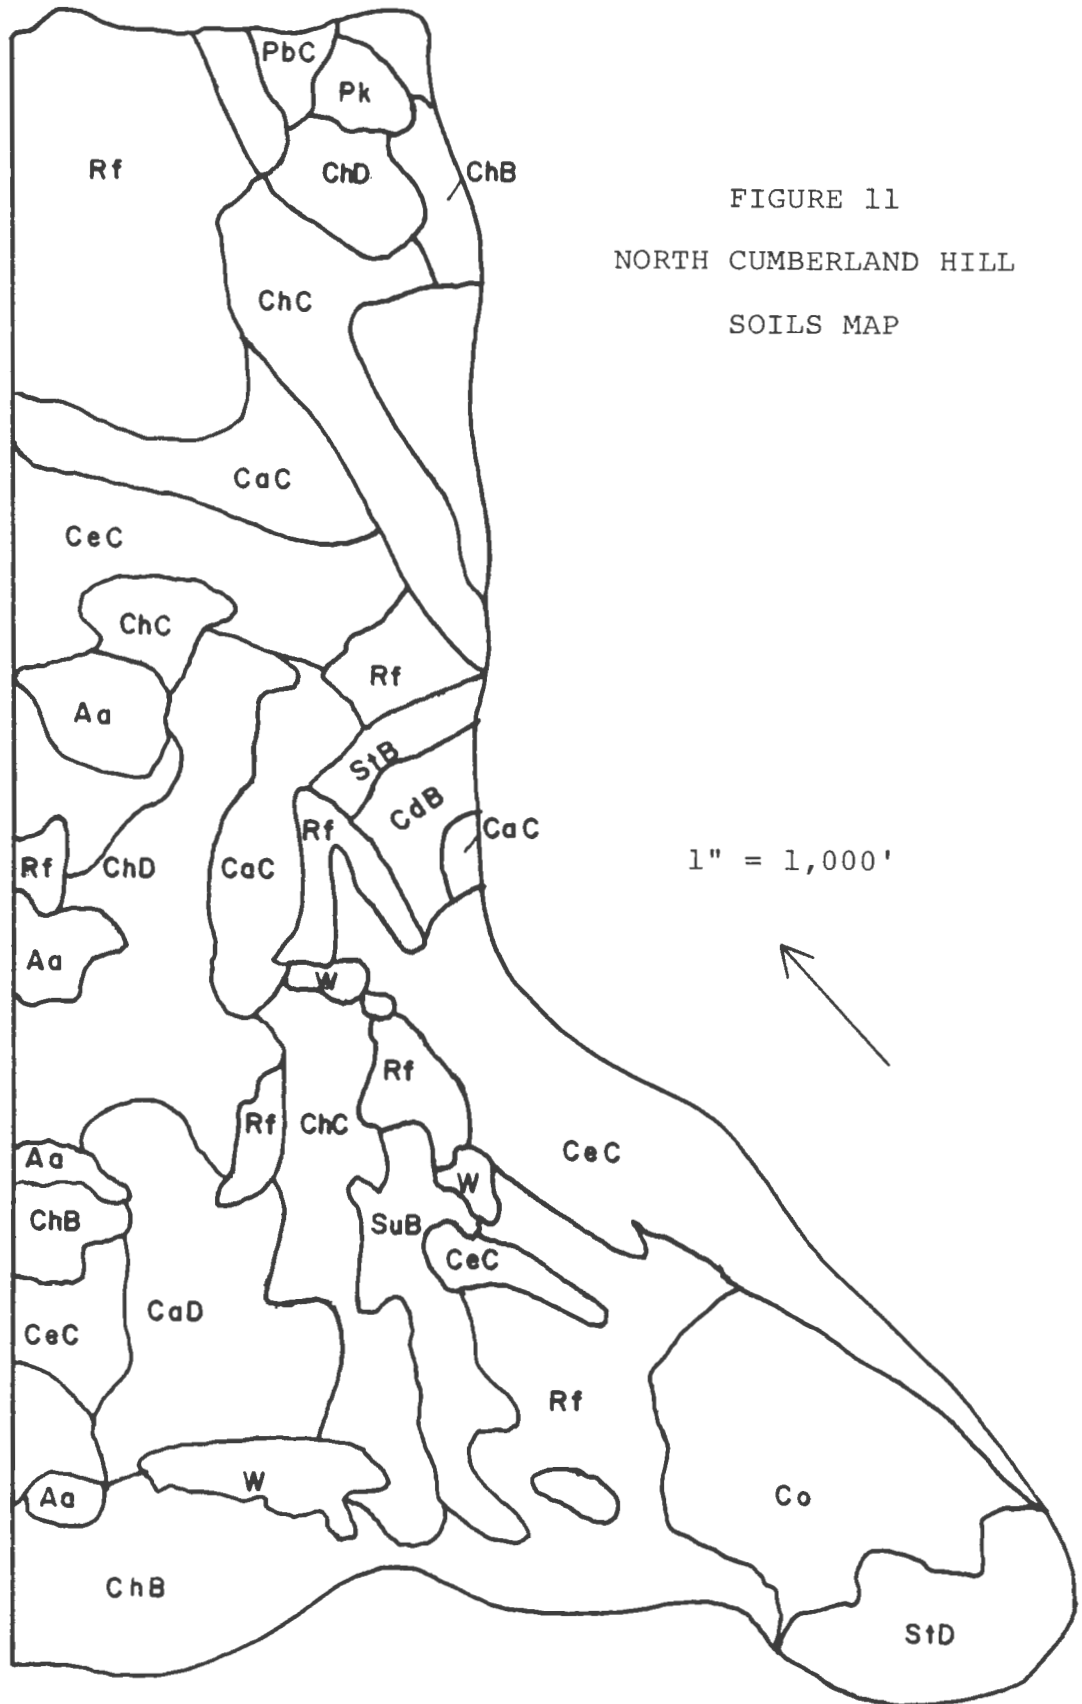 PbC
Pk
Rf
ChD
ChB
FIGURE 11
NORTH CUMBERLAND HILL
SOILS MAP
ChC
CaC
CeC
ChC
Rf
Aa
StB
CdB
Rf
CaC
1" = 1,000'
Rf
ChD
CaC
Aa
W
Rf
Rf
ChC
CeC
Aa
W
ChB
SuB
CeC
CaD
CeC
Rf
W
Aa
Co
ChB
StD